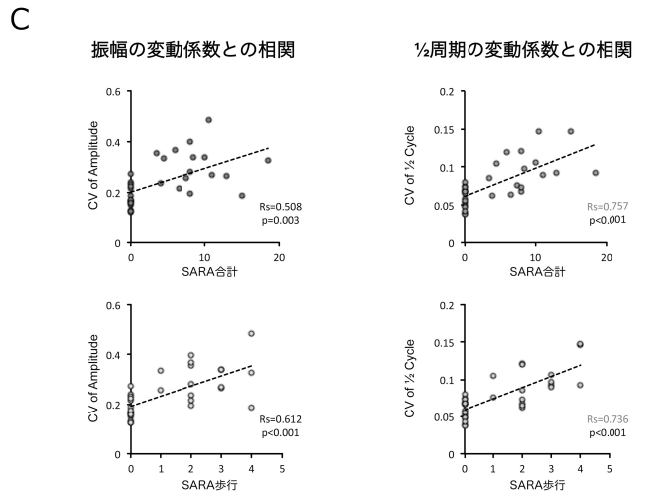 C
振幅の変動係数との相関
½周期の変動係数との相関
0.6
0.4
0.2
0
CV of Amplitude
0
10
20
SARA合計
Rs=0.508
p=0.003
0.2
0.15
0.1
0.05
0
CV of ½ Cycle
0
10
20
SARA合計
Rs=0.757
p<0.001
0.6
0.4
0.2
0
CV of Amplitude
0 1 2 3 4 5
SARA歩行
Rs=0.612
p<0.001
0.2
0.15
0.1
0.05
0
CV of ½ Cycle
0 1 2 3 4 5
SARA歩行
Rs=0.736
p<0.001